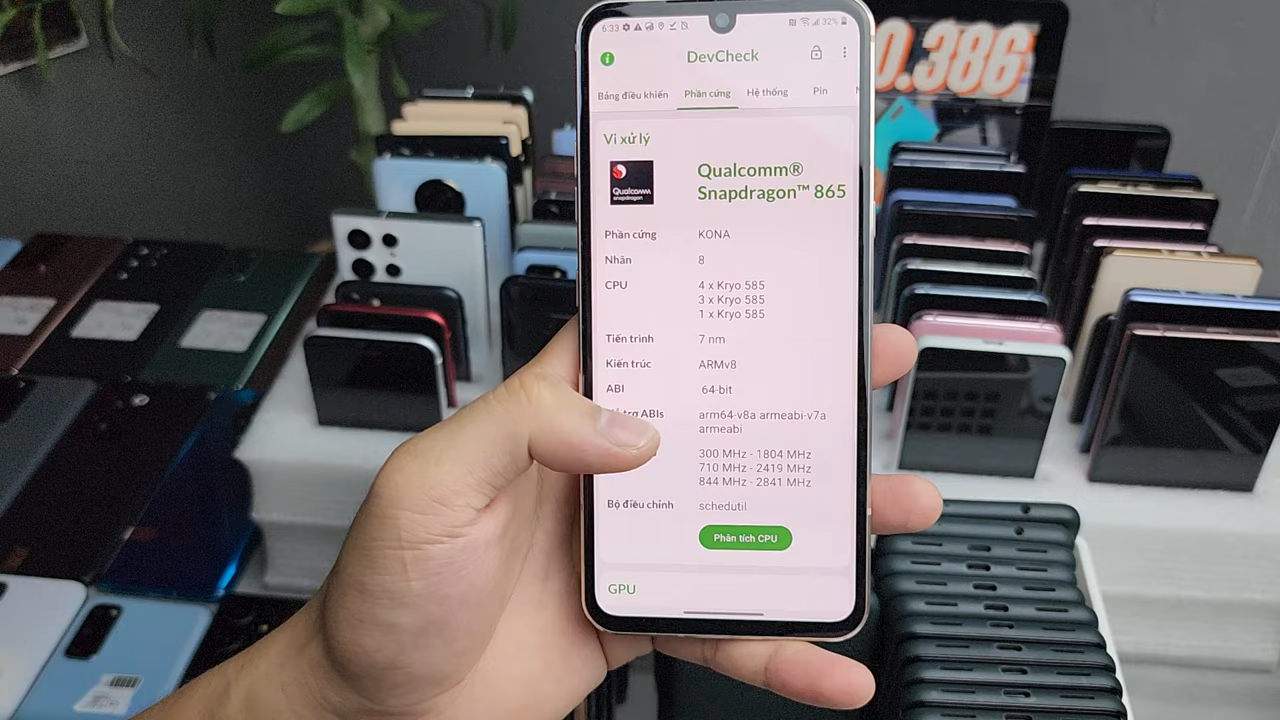 6:33
32%
DevCheck
Bảng điều khiển
Phần cứng
Hệ thống
Pin
Vi xử lý
Qualcomm
snapdragon
Qualcomm®
Snapdragon™ 865
Phần cứng KONA
Nhân 8
CPU 4 x Kryo 585
3 x Kryo 585
1 x Kryo 585
Tiến trình 7 nm
Kiến trúc ARMv8
ABI 64-bit
ABIs arm64-v8a armeabi-v7a
armeabi
300 MHz - 1804 MHz
710 MHz - 2419 MHz
844 MHz - 2841 MHz
Bộ điều chỉnh schedutil
Phân tích CPU
GPU
0.386